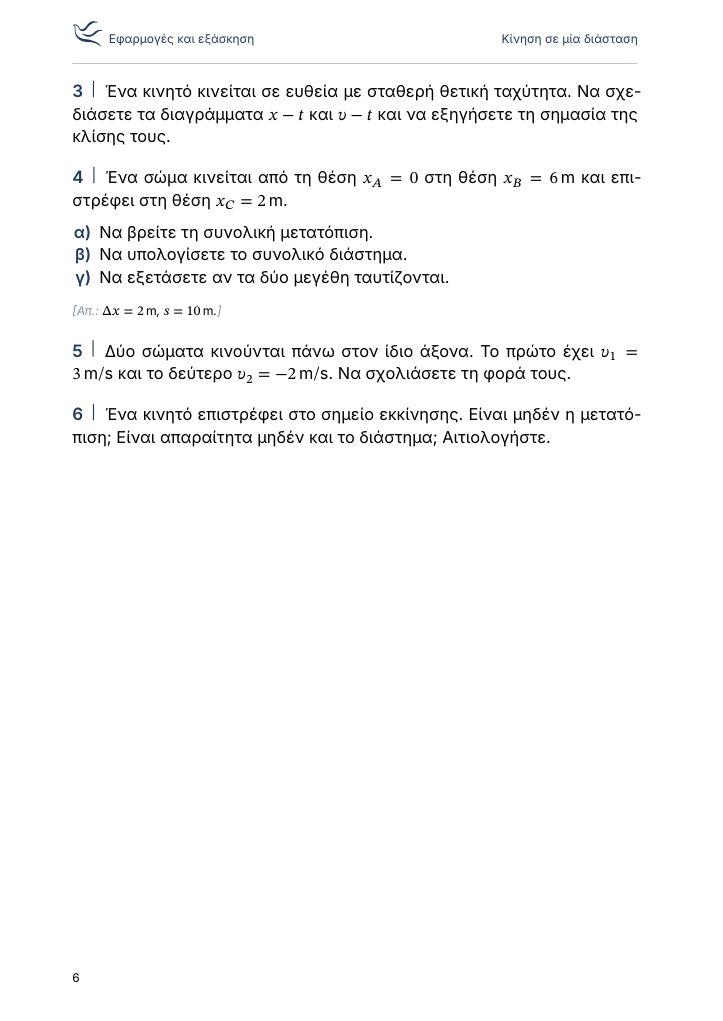 Εφαρμογές και εξάσκηση
Κίνηση σε μία διάσταση
3 | Ένα κινητό κινείται σε ευθεία με σταθερή θετική ταχύτητα. Να σχε-
διάσετε τα διαγράμματα x − t και υ − t και να εξηγήσετε τη σημασία της
κλίσης τους.
4 | Ένα σώμα κινείται από τη θέση x_A = 0 στη θέση x_B = 6 m και επι-
στρέφει στη θέση x_C = 2 m.
α) Να βρείτε τη συνολική μετατόπιση.
β) Να υπολογίσετε το συνολικό διάστημα.
γ) Να εξετάσετε αν τα δύο μεγέθη ταυτίζονται.
[Απ.: Δx = 2 m, s = 10 m.]
5 | Δύο σώματα κινούνται πάνω στον ίδιο άξονα. Το πρώτο έχει υ₁ =
3 m/s και το δεύτερο υ₂ = −2 m/s. Να σχολιάσετε τη φορά τους.
6 | Ένα κινητό επιστρέφει στο σημείο εκκίνησης. Είναι μηδέν η μετατό-
πιση; Είναι απαραίτητα μηδέν και το διάστημα; Αιτιολογήστε.
6